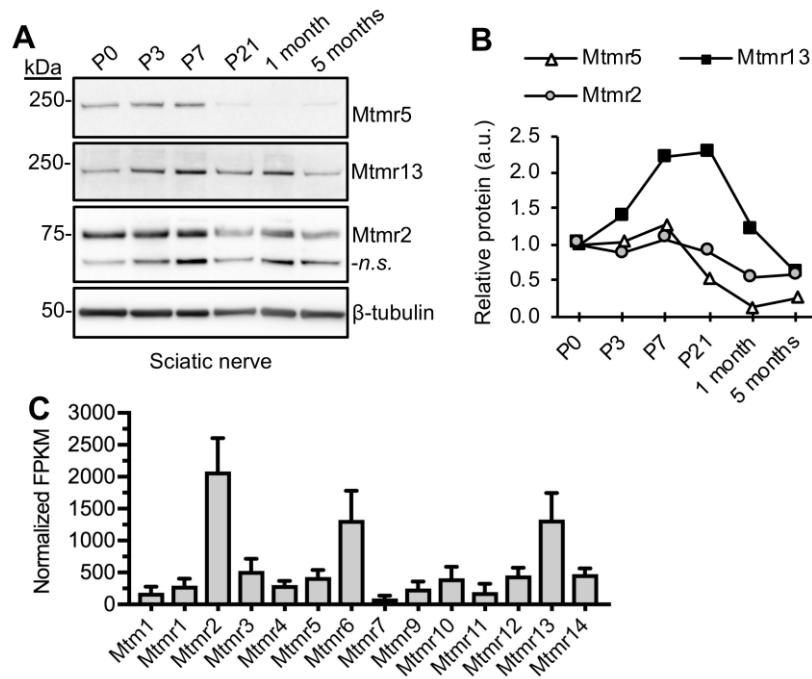 A
P0 P3 P7 P21 1 month 5 months
kDa
250- Mtmr5
250- Mtmr13
75- Mtmr2
-n.s.
50- β-tubulin
Sciatic nerve
B
Mtmr5 Mtmr13
Mtmr2
Relative protein (a.u.)
2.5
2.0
1.5
1.0
0.5
0.0
P0 P3 P7 P21 1 month 5 months
C
Normalized FPKM
3000
2500
2000
1500
1000
500
0
Mtm1 Mtmr1 Mtmr2 Mtmr3 Mtmr4 Mtmr5 Mtmr6 Mtmr7 Mtmr9 Mtmr10 Mtmr11 Mtmr12 Mtmr13 Mtmr14